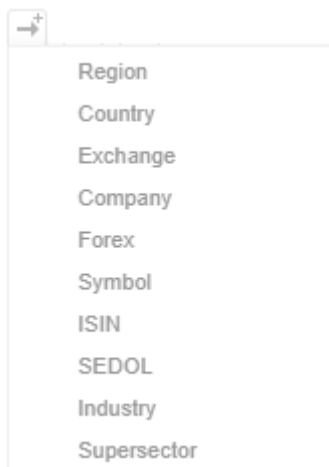 Region
Country
Exchange
Company
Forex
Symbol
ISIN
SEDOL
Industry
Supersector